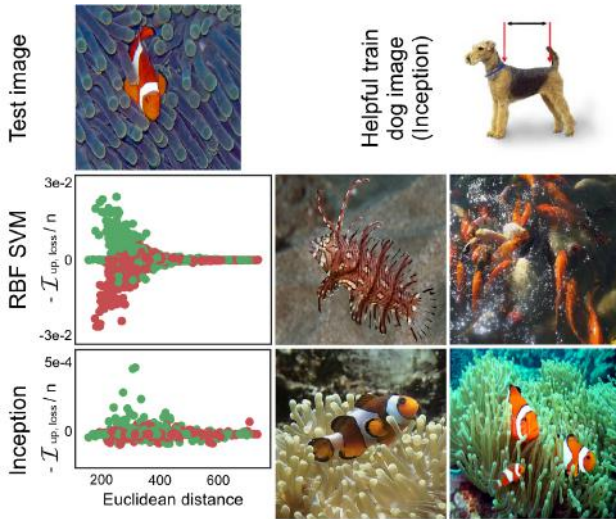 Test image
Helpful train
dog image
(Inception)
RBF SVM
- I up, loss / n
3e-2
0
-3e-2
Inception
- I up, loss / n
5e-4
0
200 400 600
Euclidean distance